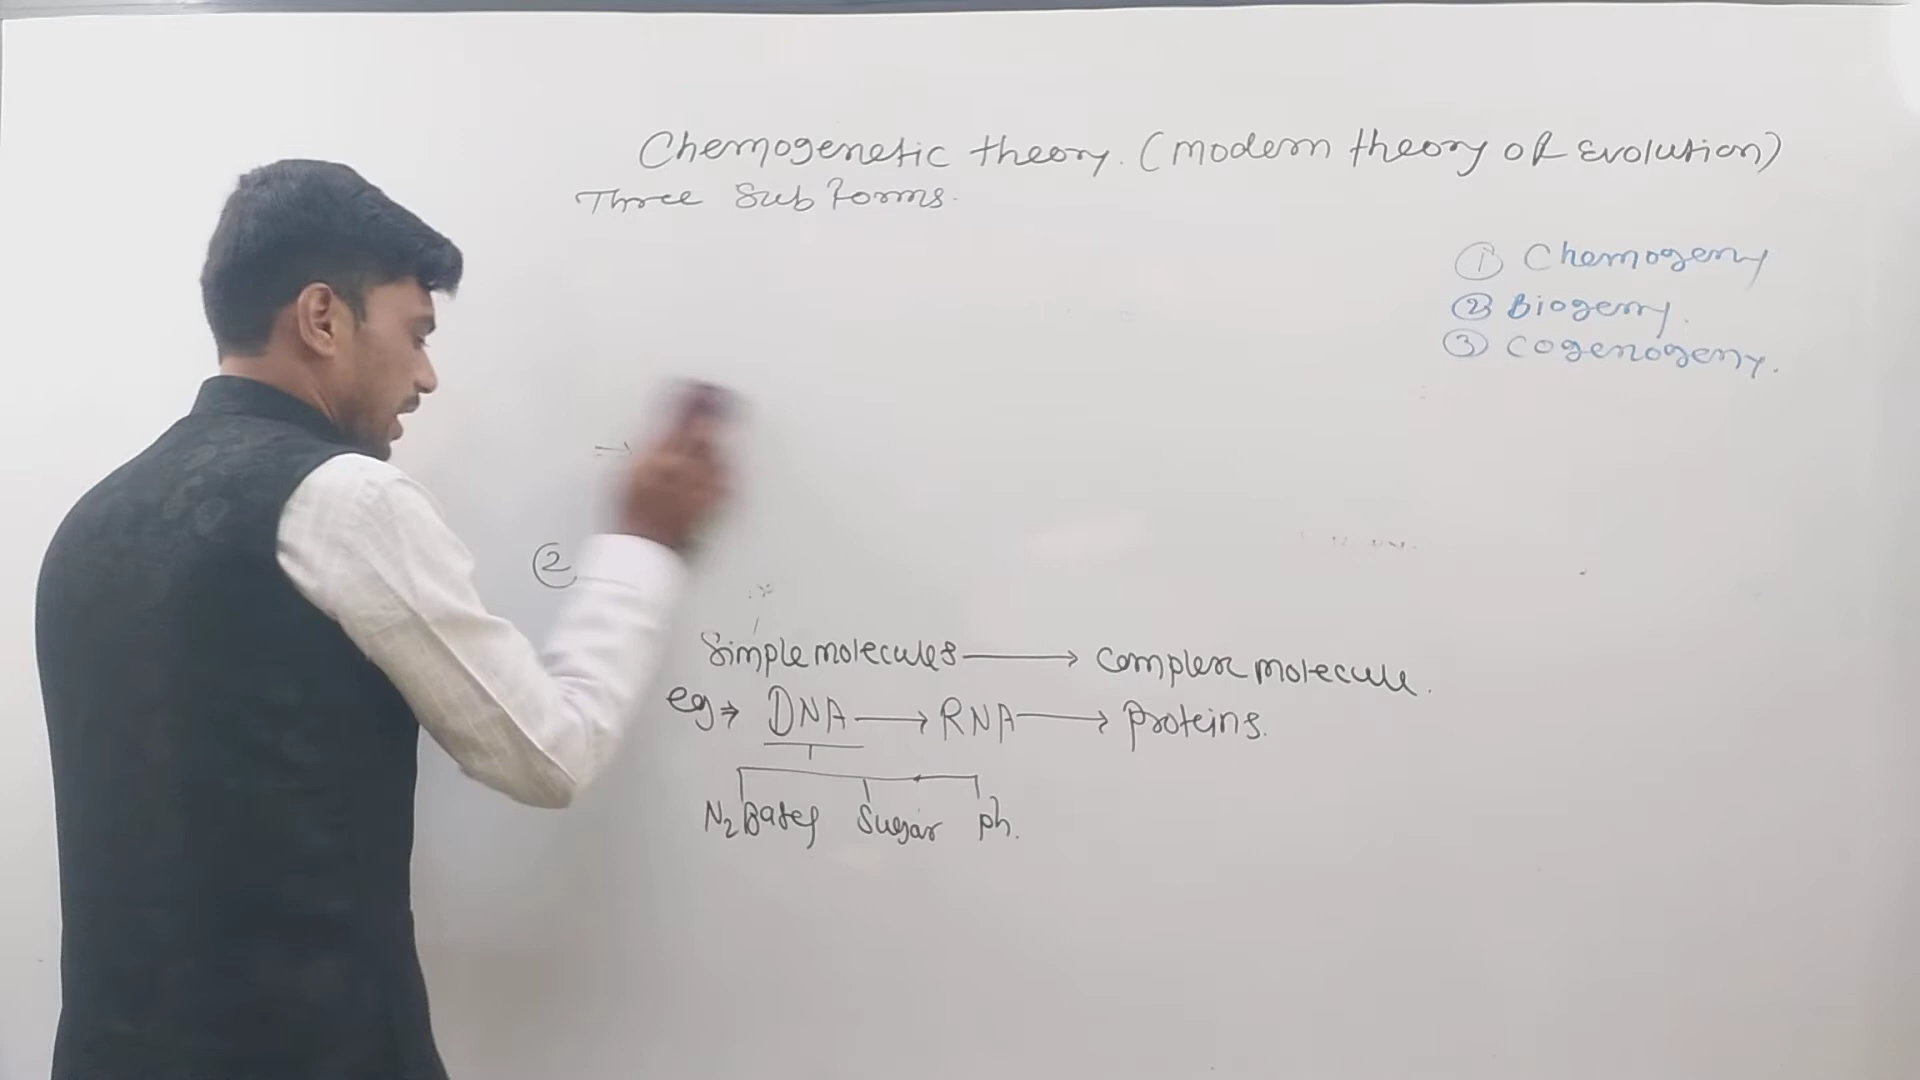 Chemogenetic theory. (Modern theory of Evolution)
Three Sub forms.
① Chemogeny
② Biogeny.
③ Cogenogeny.
→
②
Simple molecules → Complex molecule.
eg → DNA → RNA → Proteins.
N₂ Bases Sugar Ph.